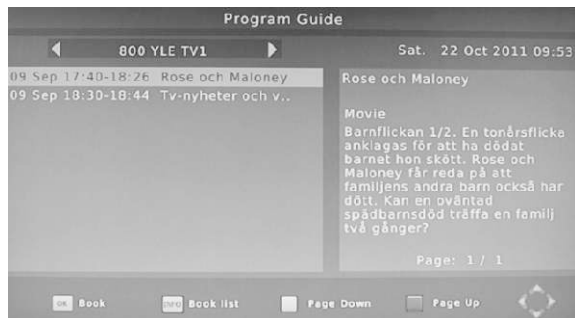 Program Guide
800 YLE TV1
Sat. 22 Oct 2011 09:53
09 Sep 17:40-18:26 Rose och Maloney
09 Sep 18:30-18:44 Tv-nyheter och v..
Rose och Maloney
Movie
Barnflickan 1/2. En tonårsflicka
anklagas för att ha dödat
barnet hon skött. Rose och
Maloney får reda på att
familjens andra barn också har
dött. Kan en oväntad
spädbarnsdöd träffa en familj
två gånger?
Page: 1/ 1
OK Book
INFO Book list
Page Down
Page Up